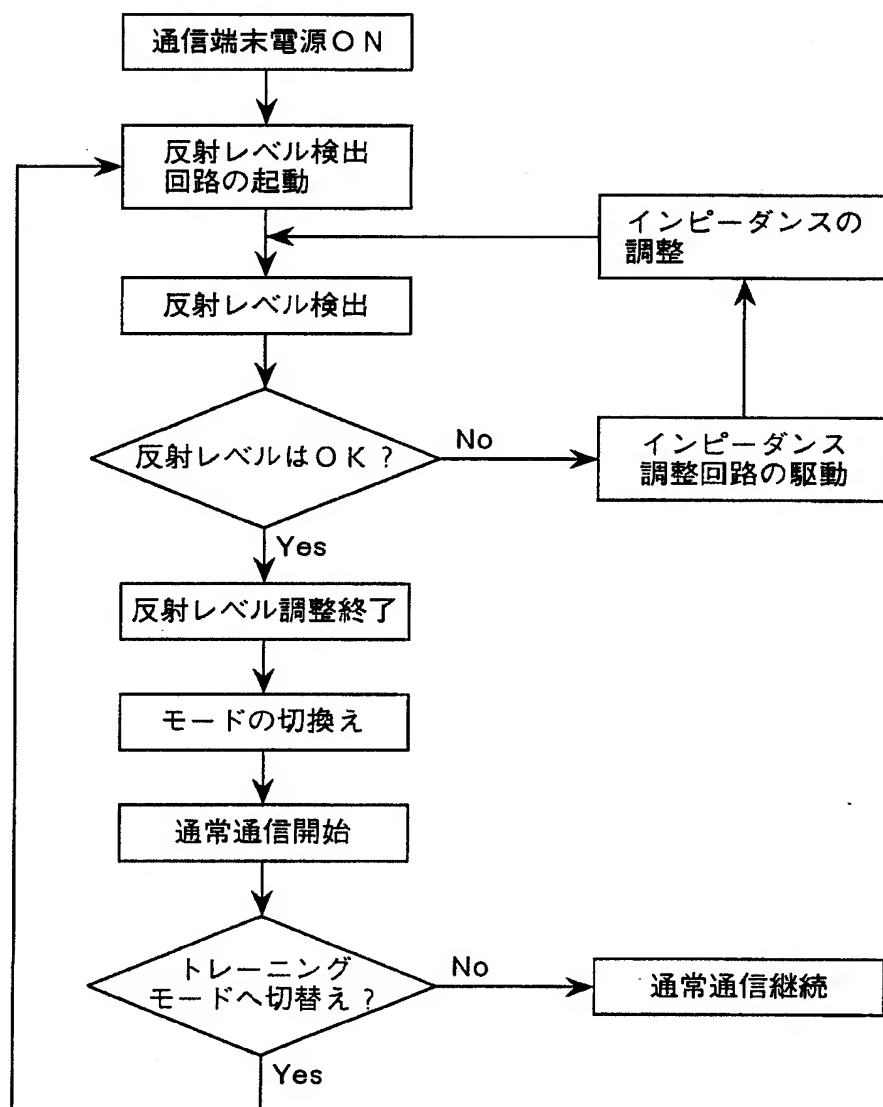 通信端末電源ON
反射レベル検出
回路の起動
インピーダンスの
調整
反射レベル検出
反射レベルはOK?
No
インピーダンス
調整回路の駆動
Yes
反射レベル調整終了
モードの切換え
通常通信開始
トレーニング
モードへ切替え?
No
通常通信継続
Yes